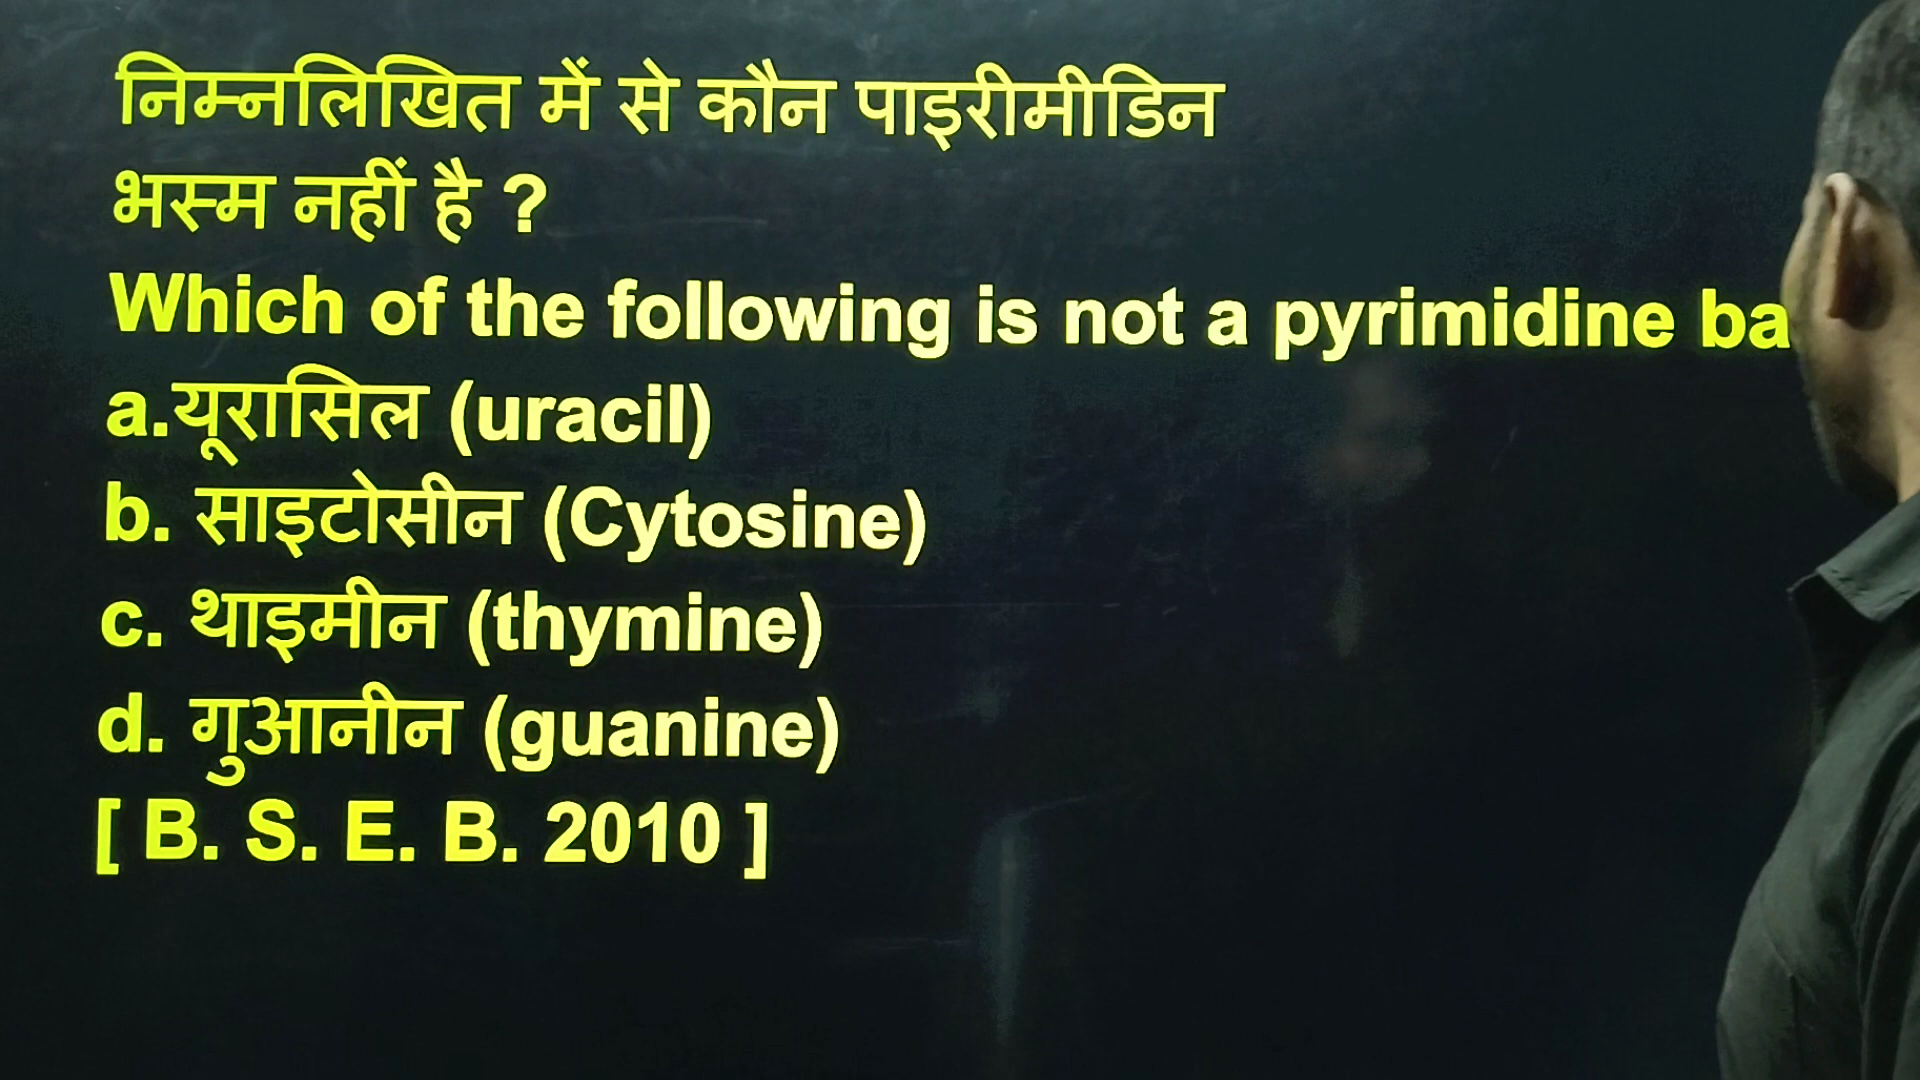 निम्नलिखित में से कौन पाइरीमीडिन
भस्म नहीं है ?
Which of the following is not a pyrimidine ba
a.यूरासिल (uracil)
b. साइटोसीन (Cytosine)
c. थाइमीन (thymine)
d. गुआनीन (guanine)
[ B. S. E. B. 2010 ]